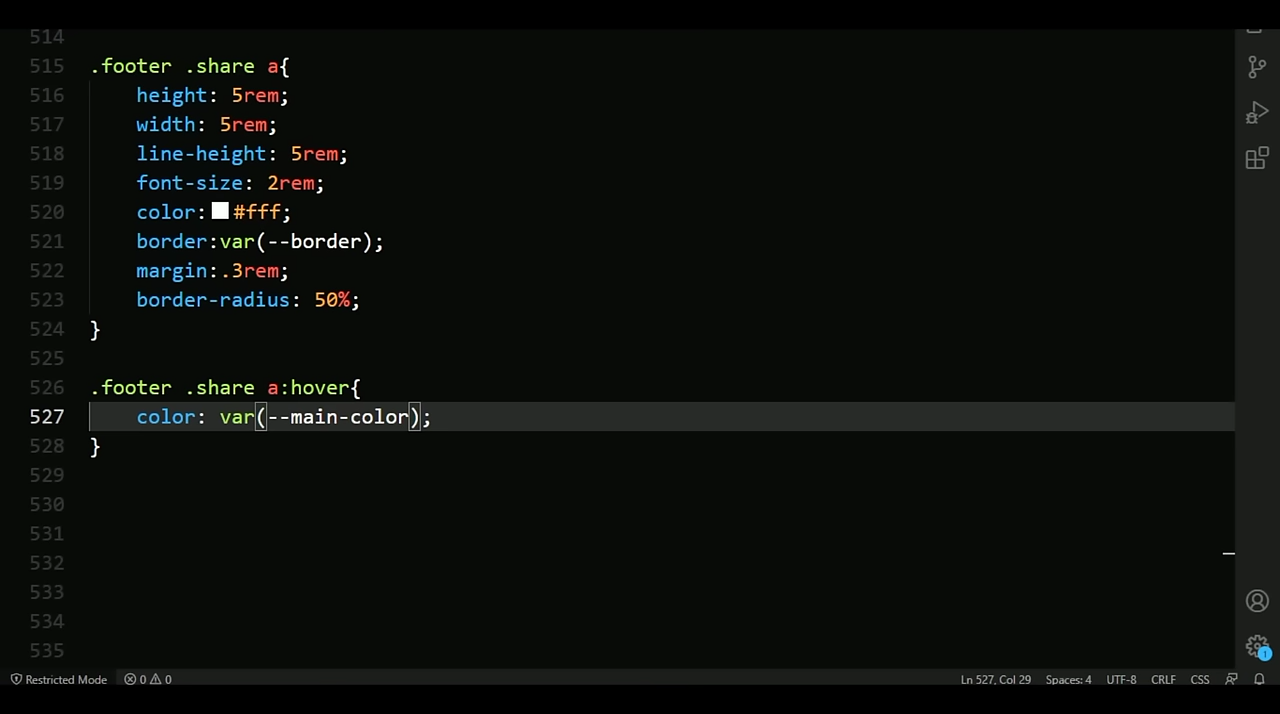 514
515 .footer .share a{
516     height: 5rem;
517     width: 5rem;
518     line-height: 5rem;
519     font-size: 2rem;
520     color:#fff;
521     border:var(--border);
522     margin:.3rem;
523     border-radius: 50%;
524 }
525
526 .footer .share a:hover{
527     color: var(--main-color);
528 }
529
530
531
532
533
534
535
Restricted Mode 0 0 Ln 527, Col 29 Spaces: 4 UTF-8 CRLF CSS
1